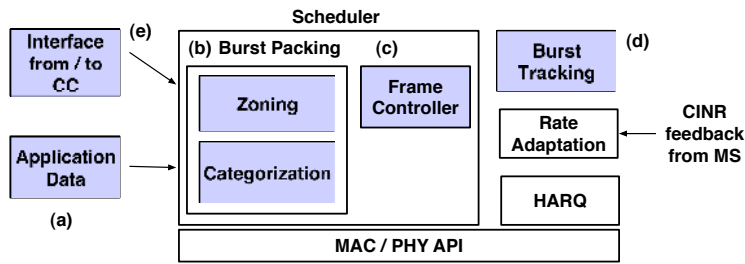 Scheduler
Interface
from / to
CC
(e)
(b) Burst Packing
(c)
(d)
Burst
Tracking
Zoning
Frame
Controller
Rate
Adaptation
CINR
feedback
from MS
Application
Data
Categorization
(a)
HARQ
MAC / PHY API